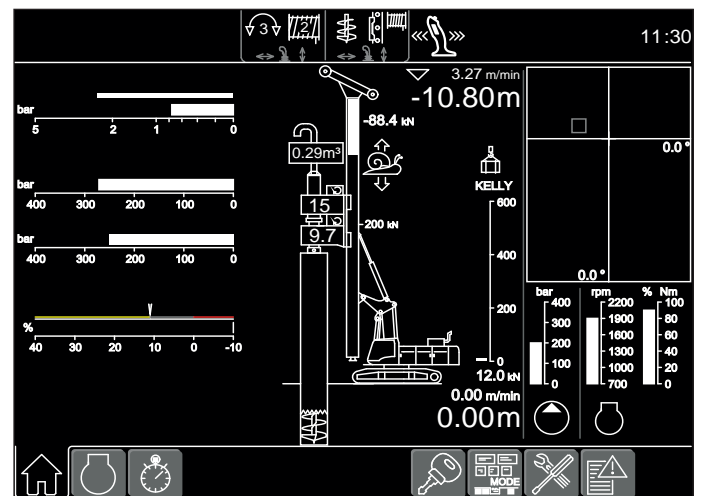 3 2 11:30
3.27 m/min
-10.80m
bar
5 2 1 0
-88.4 kN
0.29m³
0.0 °
KELLY
bar
400 300 200 100 0
15
600
200 kN
9.7
bar
400 300 200 100 0
400
0.0 °
bar rpm % Nm
400 2200 100
300 1900 80
200 1600 60
1300 40
100 1000 20
0 700 0
200
%
40 30 20 10 0 -10
0
12.0 kN
0.00 m/min
0.00m
MODE